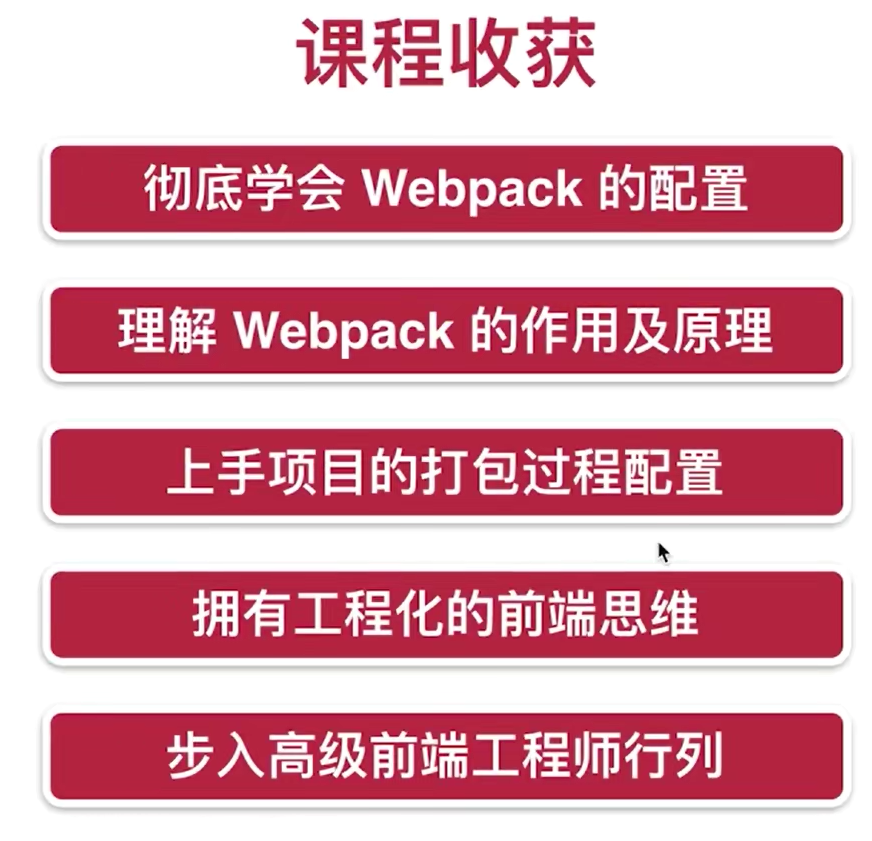 课程收获
彻底学会 Webpack 的配置
理解 Webpack 的作用及原理
上手项目的打包过程配置
拥有工程化的前端思维
步入高级前端工程师行列